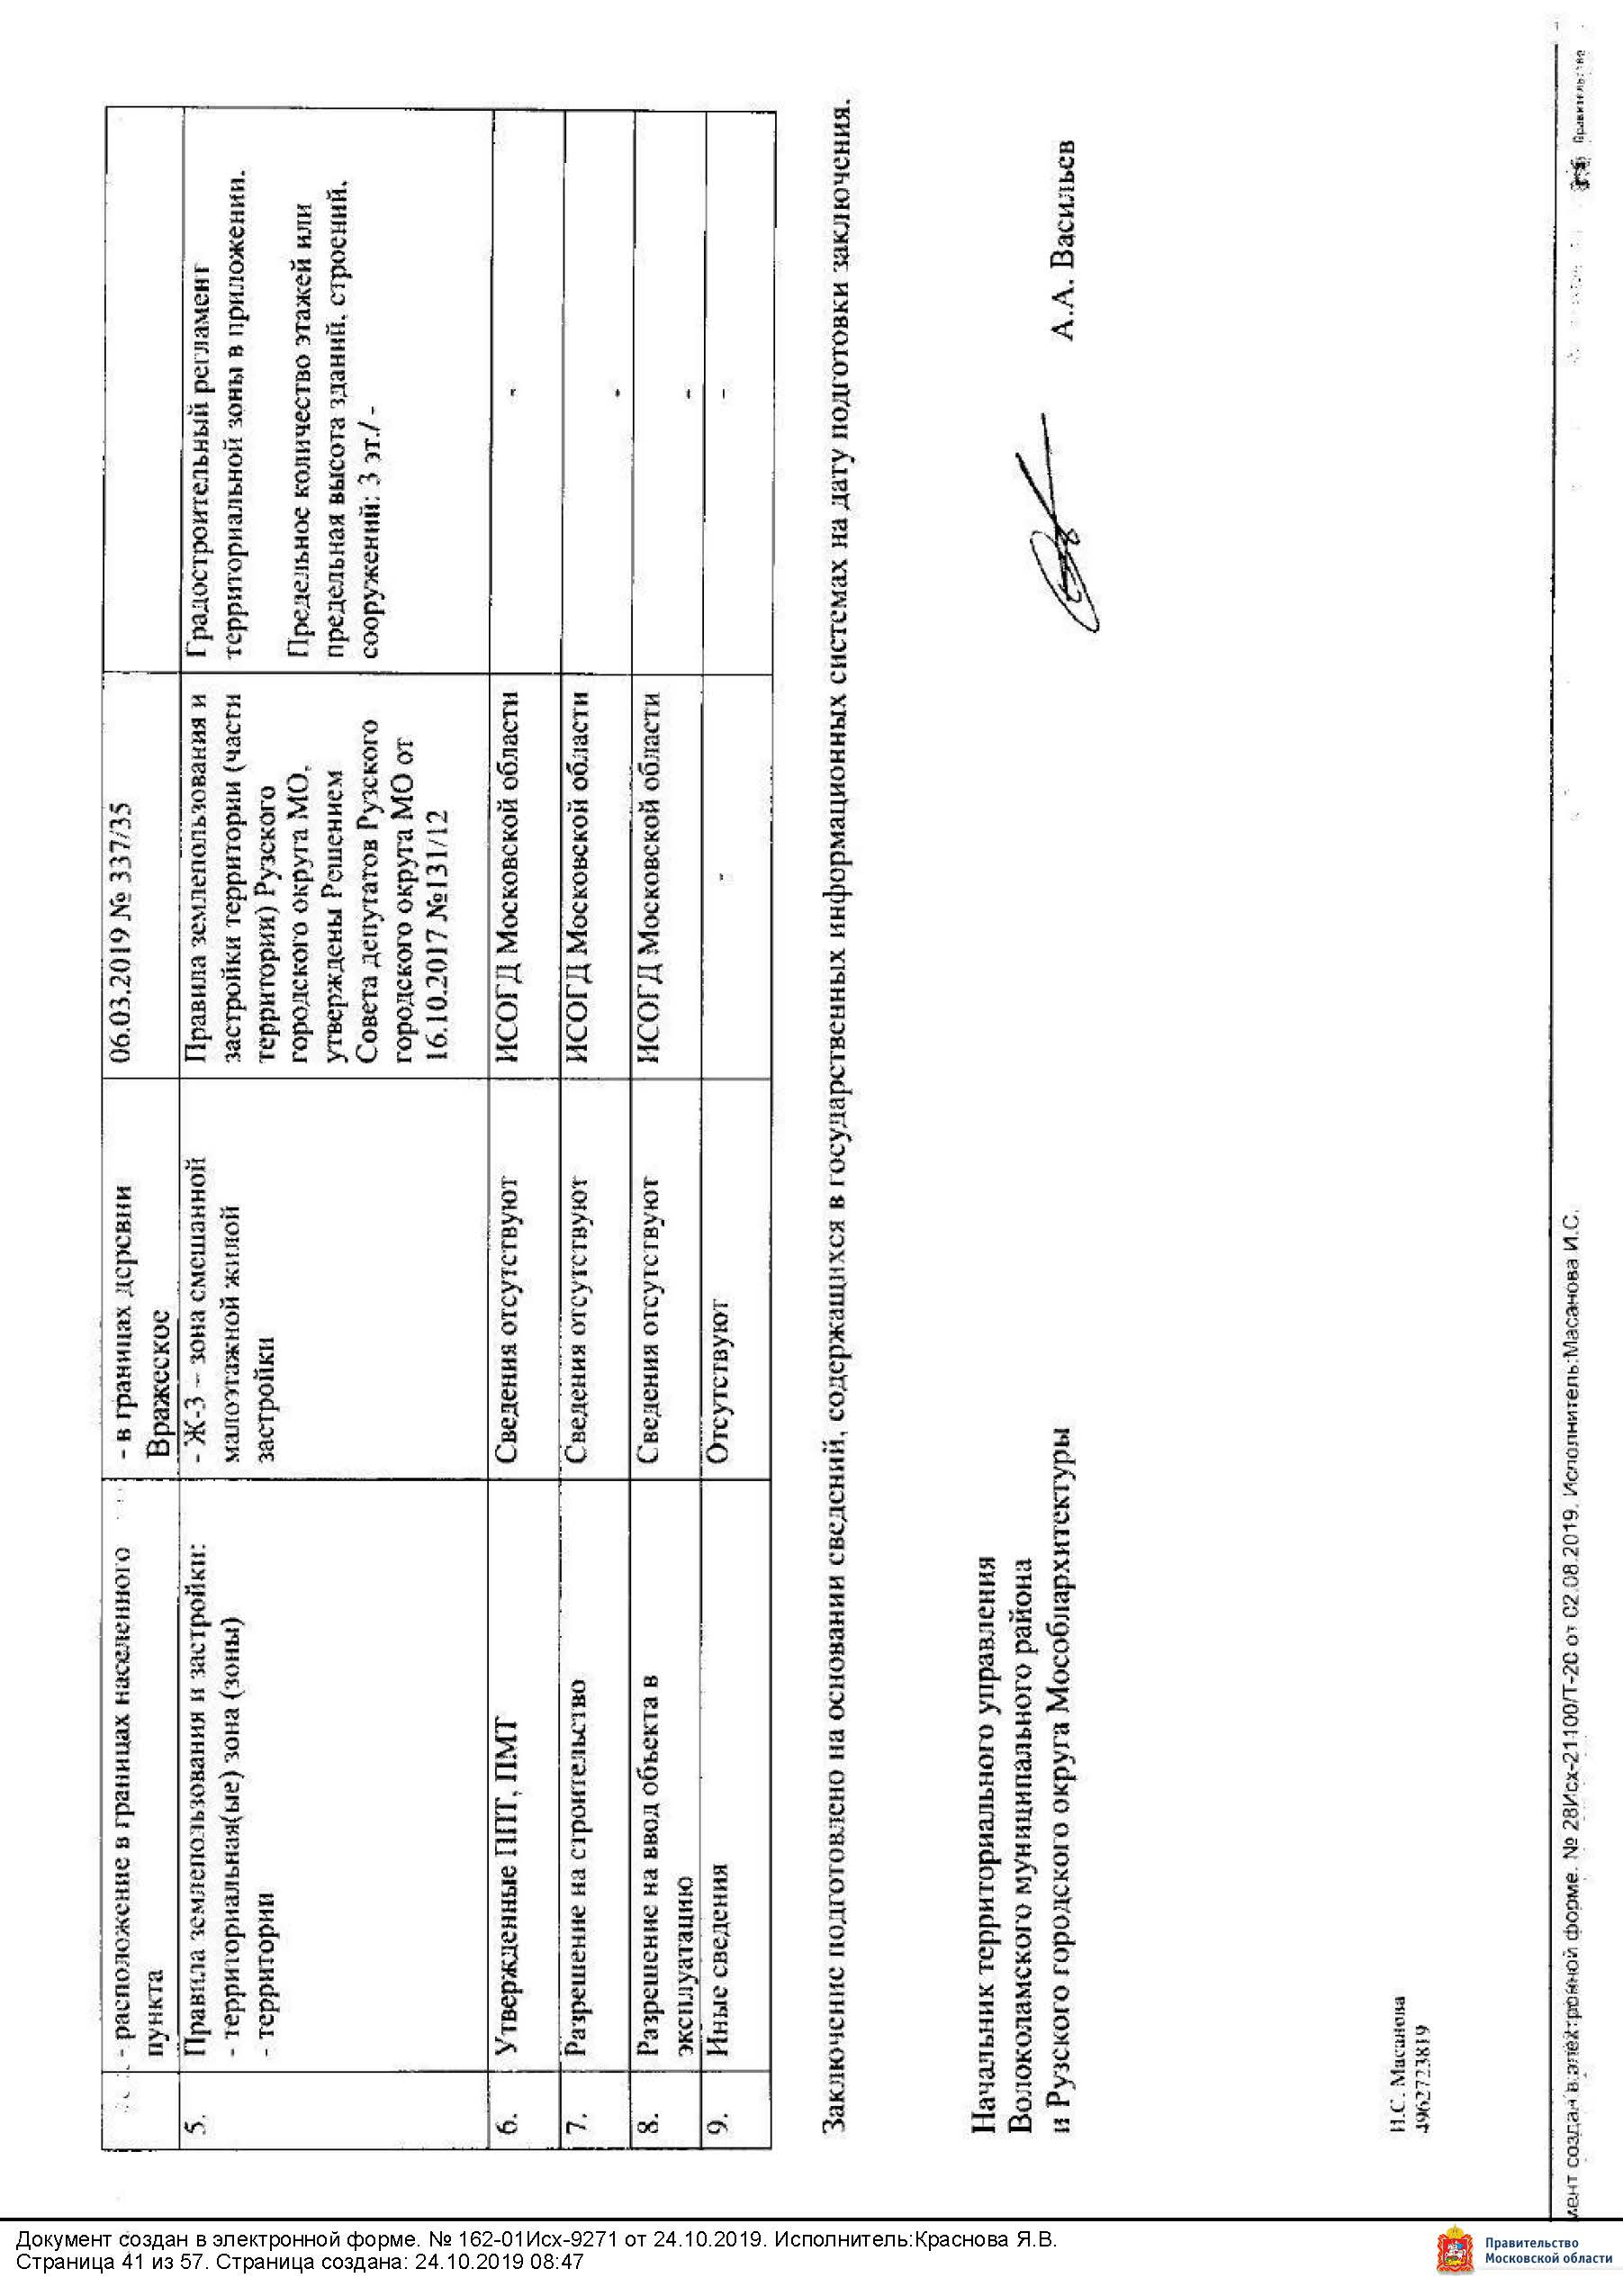 - расположение в границах населенного
пункта
- в границах деревни
Вражеское
06.03.2019 № 337/35
5.
Правила землепользования и застройки:
- территориальная(ые) зона (зоны)
- территории
- Ж-3 – зона смешанной
малоэтажной жилой
застройки
Правила землепользования и
застройки территории (части
территории) Рузского
городского округа МО,
утверждены Решением
Совета депутатов Рузского
городского округа МО от
16.10.2017 №131/12
Градостроительный регламент
территориальной зоны в приложении.
Предельное количество этажей или
предельная высота зданий, строений,
сооружений: 3 эт./ -
6.
Утвержденные ППТ, ПМТ
Сведения отсутствуют
ИСОГД Московской области
-
7.
Разрешение на строительство
Сведения отсутствуют
ИСОГД Московской области
-
8.
Разрешение на ввод объекта в
эксплуатацию
Сведения отсутствуют
ИСОГД Московской области
-
9.
Иные сведения
Отсутствуют
-
-
Заключение подготовлено на основании сведений, содержащихся в государственных информационных системах на дату подготовки заключения.
Начальник территориального управления
Волоколамского муниципального района
и Рузского городского округа Мособлархитектуры
А.А. Васильев
И.С. Масанова
4962723819
мент создан в электронной форме. № 28Исх-21100/Т-20 от 02.08.2019. Исполнитель:Масанова И.С.
Правительство
Документ создан в электронной форме. № 162-01Исх-9271 от 24.10.2019. Исполнитель:Краснова Я.В.
Страница 41 из 57. Страница создана: 24.10.2019 08:47
Правительство
Московской области